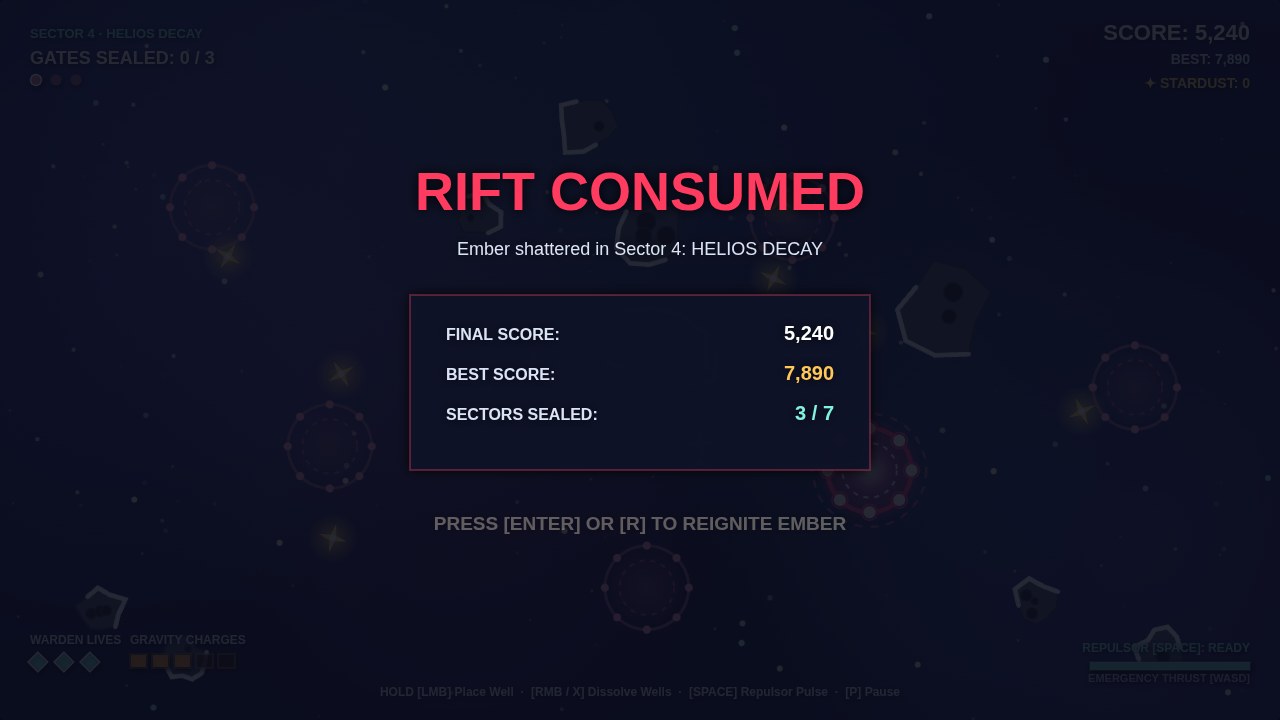 SECTOR 4 - HELIOS DECAY
GATES SEALED: 0 / 3
SCORE: 5,240
BEST: 7,890
✦ STARDUST: 0
RIFT CONSUMED
Ember shattered in Sector 4: HELIOS DECAY
FINAL SCORE: 5,240
BEST SCORE: 7,890
SECTORS SEALED: 3 / 7
PRESS [ENTER] OR [R] TO REIGNITE EMBER
WARDEN LIVES GRAVITY CHARGES
REPULSOR [SPACE]: READY
EMERGENCY THRUST [WASD]
HOLD [LMB] Place Well · [RMB / X] Dissolve Wells · [SPACE] Repulsor Pulse · [P] Pause